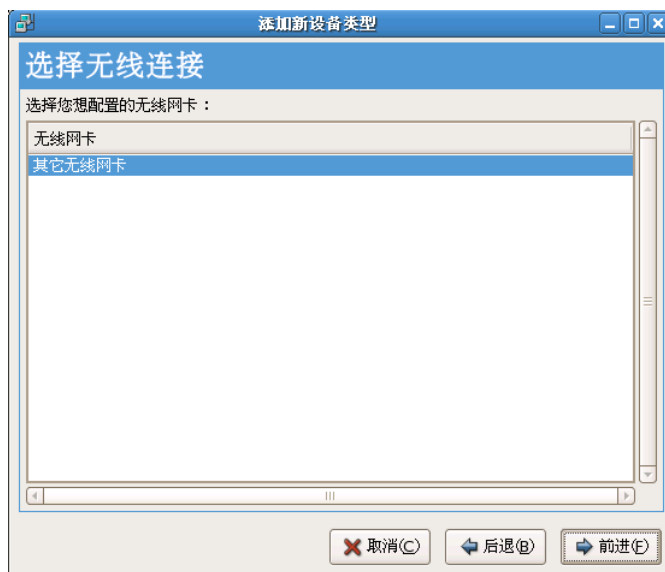 添加新设备类型
选择无线连接
选择您想配置的无线网卡：
无线网卡
其它无线网卡
取消(C) 后退(B) 前进(F)